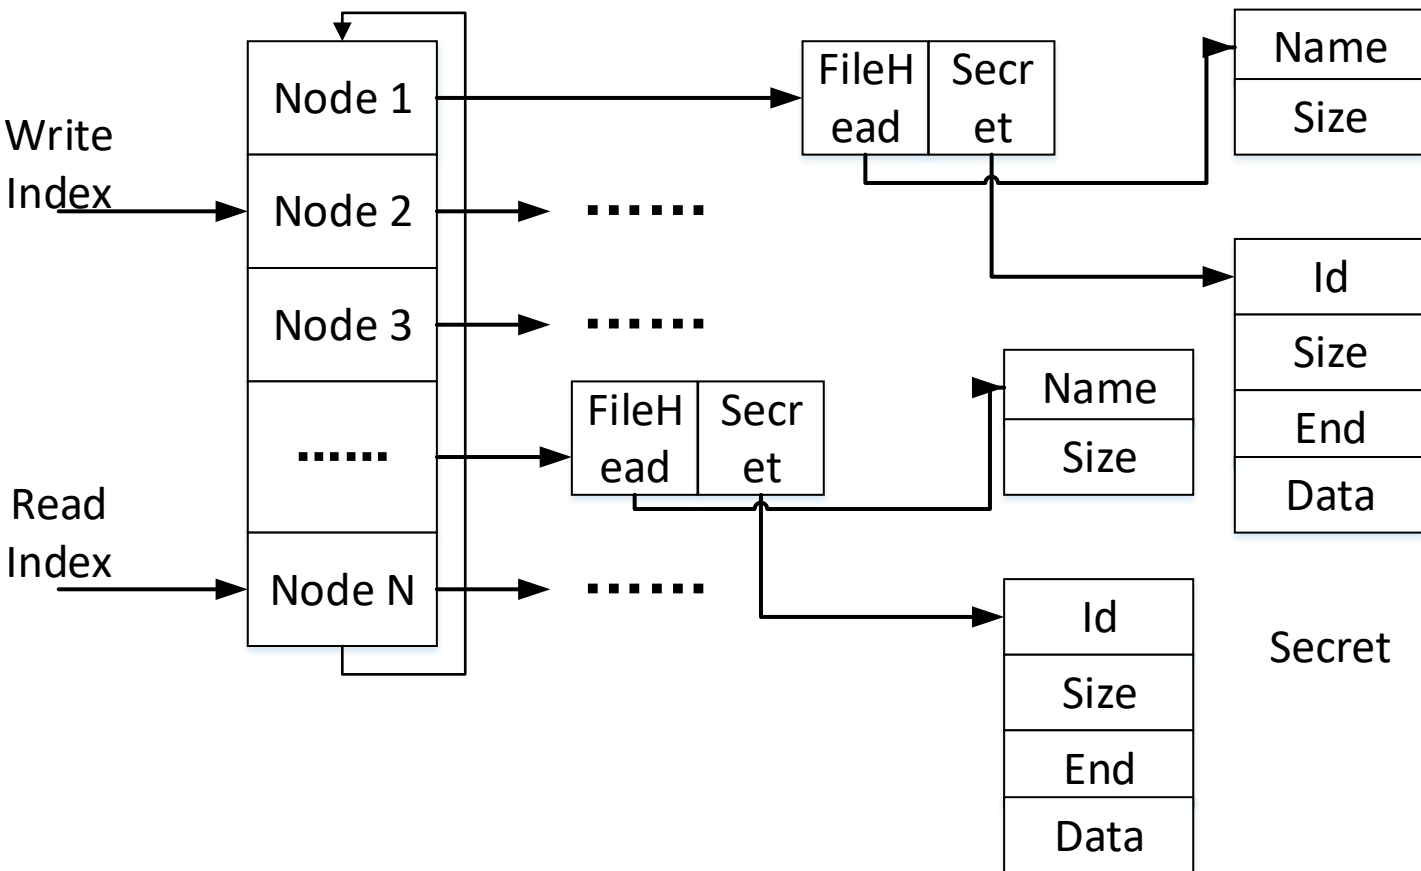 Write
Index
Node 1
Node 2
Node 3
......
Node N
Read
Index
FileH
ead
Secr
et
Name
Size
......
......
Id
Size
End
Data
FileH
ead
Secr
et
Name
Size
......
Id
Size
End
Data
Secret